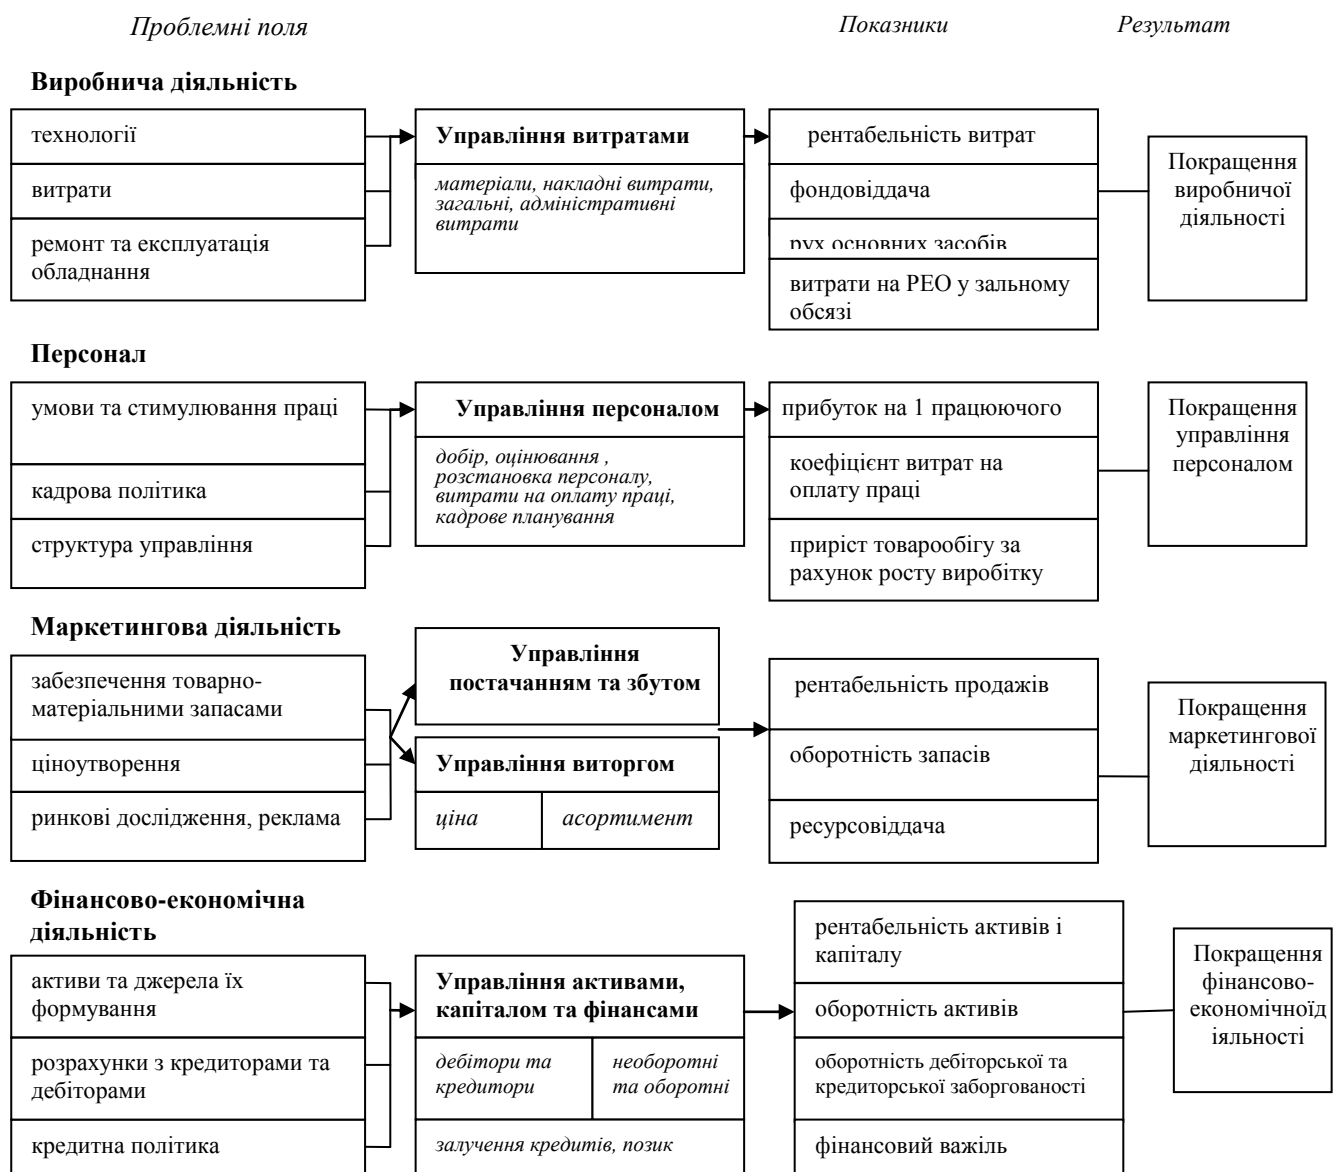 Проблемні поля
Показники
Результат
Виробнича діяльність
технології
витрати
ремонт та експлуатація
обладнання
Управління витратами
матеріали, накладні витрати,
загальні, адміністративні
витрати
рентабельність витрат
фондовіддача
рух основних засобів
витрати на РЕО у зальному
обсязі
Покращення
виробничої
діяльності
Персонал
умови та стимулювання праці
кадрова політика
структура управління
Управління персоналом
добір, оцінювання ,
розстановка персоналу,
витрати на оплату праці,
кадрове планування
прибуток на 1 працюючого
коефіцієнт витрат на
оплату праці
приріст товарообігу за
рахунок росту виробітку
Покращення
управління
персоналом
Маркетингова діяльність
забезпечення товарно-
матеріальними запасами
ціноутворення
ринкові дослідження, реклама
Управління
постачанням та збутом
Управління виторгом
ціна
асортимент
рентабельність продажів
оборотність запасів
ресурсовіддача
Покращення
маркетингової
діяльності
Фінансово-економічна
діяльність
активи та джерела їх
формування
розрахунки з кредиторами та
дебіторами
кредитна політика
Управління активами,
капіталом та фінансами
дебітори та
кредитори
необоротні
та оборотні
залучення кредитів, позик
рентабельність активів і
капіталу
оборотність активів
оборотність дебіторської та
кредиторської заборгованості
фінансовий важіль
Покращення
фінансово-
економічноїд
іяльності